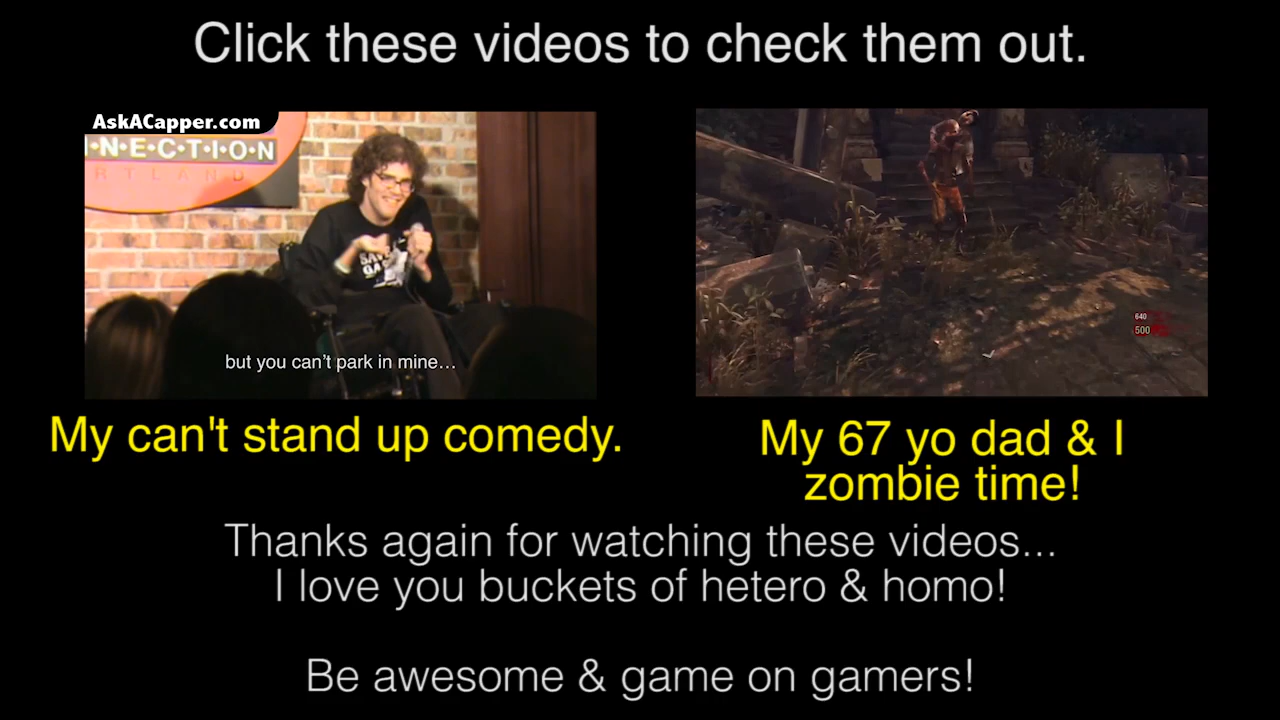 Click these videos to check them out.
AskACapper.com
N•E•C•T•I•O•N
R T L A N D
but you can't park in mine...
640
500
My can't stand up comedy.
My 67 yo dad & I
zombie time!
Thanks again for watching these videos...
I love you buckets of hetero & homo!
Be awesome & game on gamers!